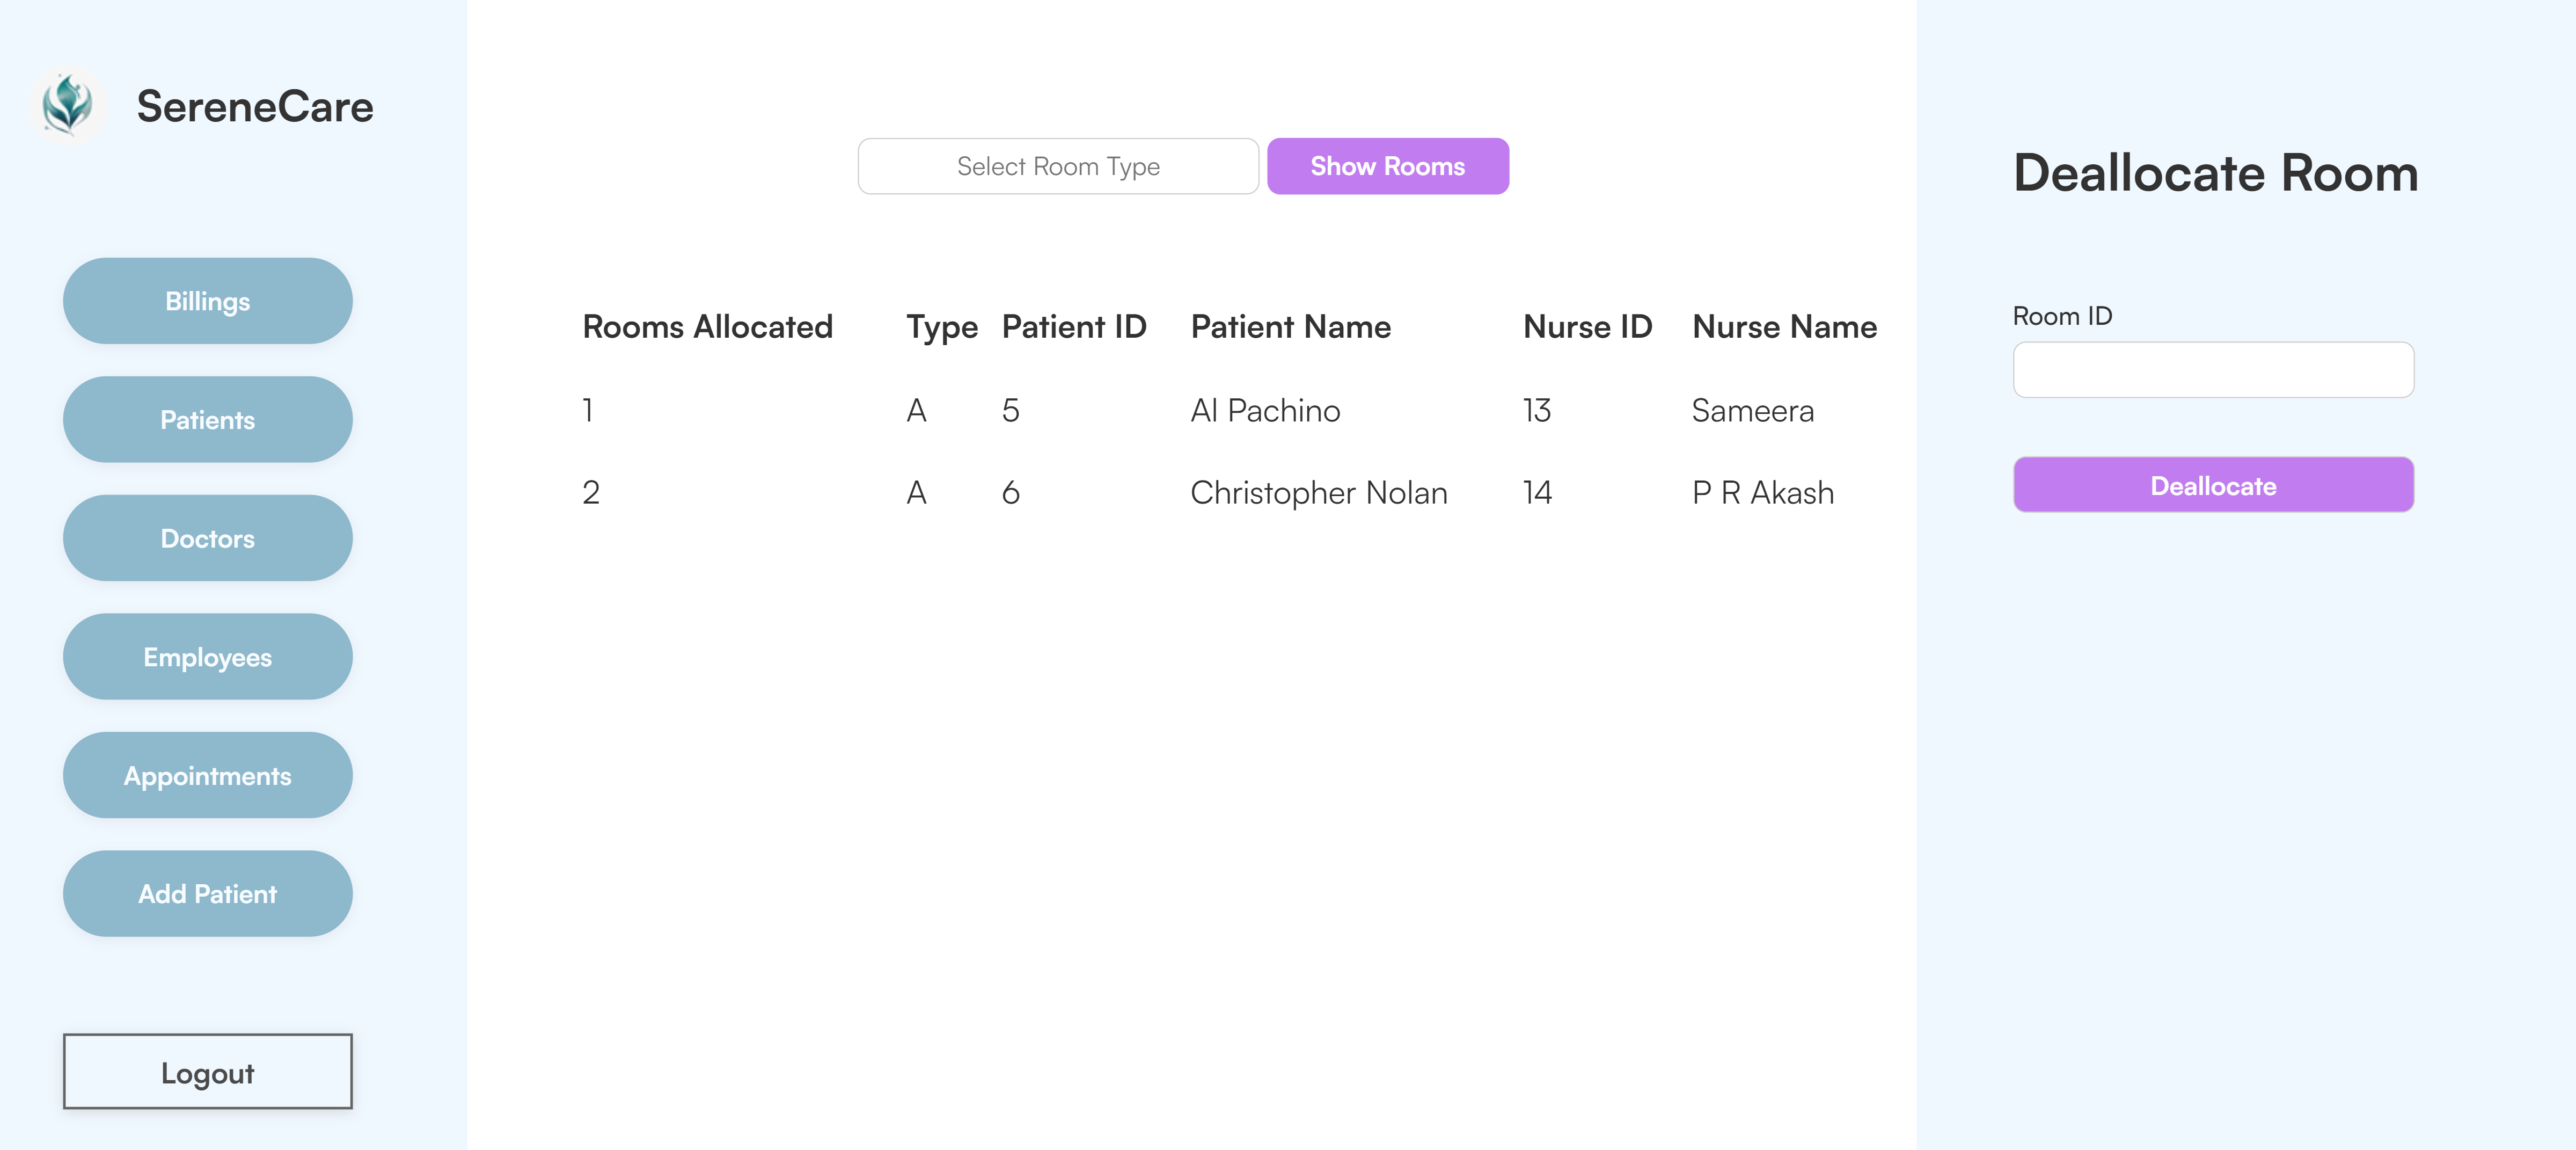 SereneCare
Billings
Patients
Doctors
Employees
Appointments
Add Patient
Logout
Select Room Type Show Rooms
Rooms Allocated Type Patient ID Patient Name Nurse ID Nurse Name
1 A 5 Al Pachino 13 Sameera
2 A 6 Christopher Nolan 14 P R Akash
Deallocate Room
Room ID
Deallocate